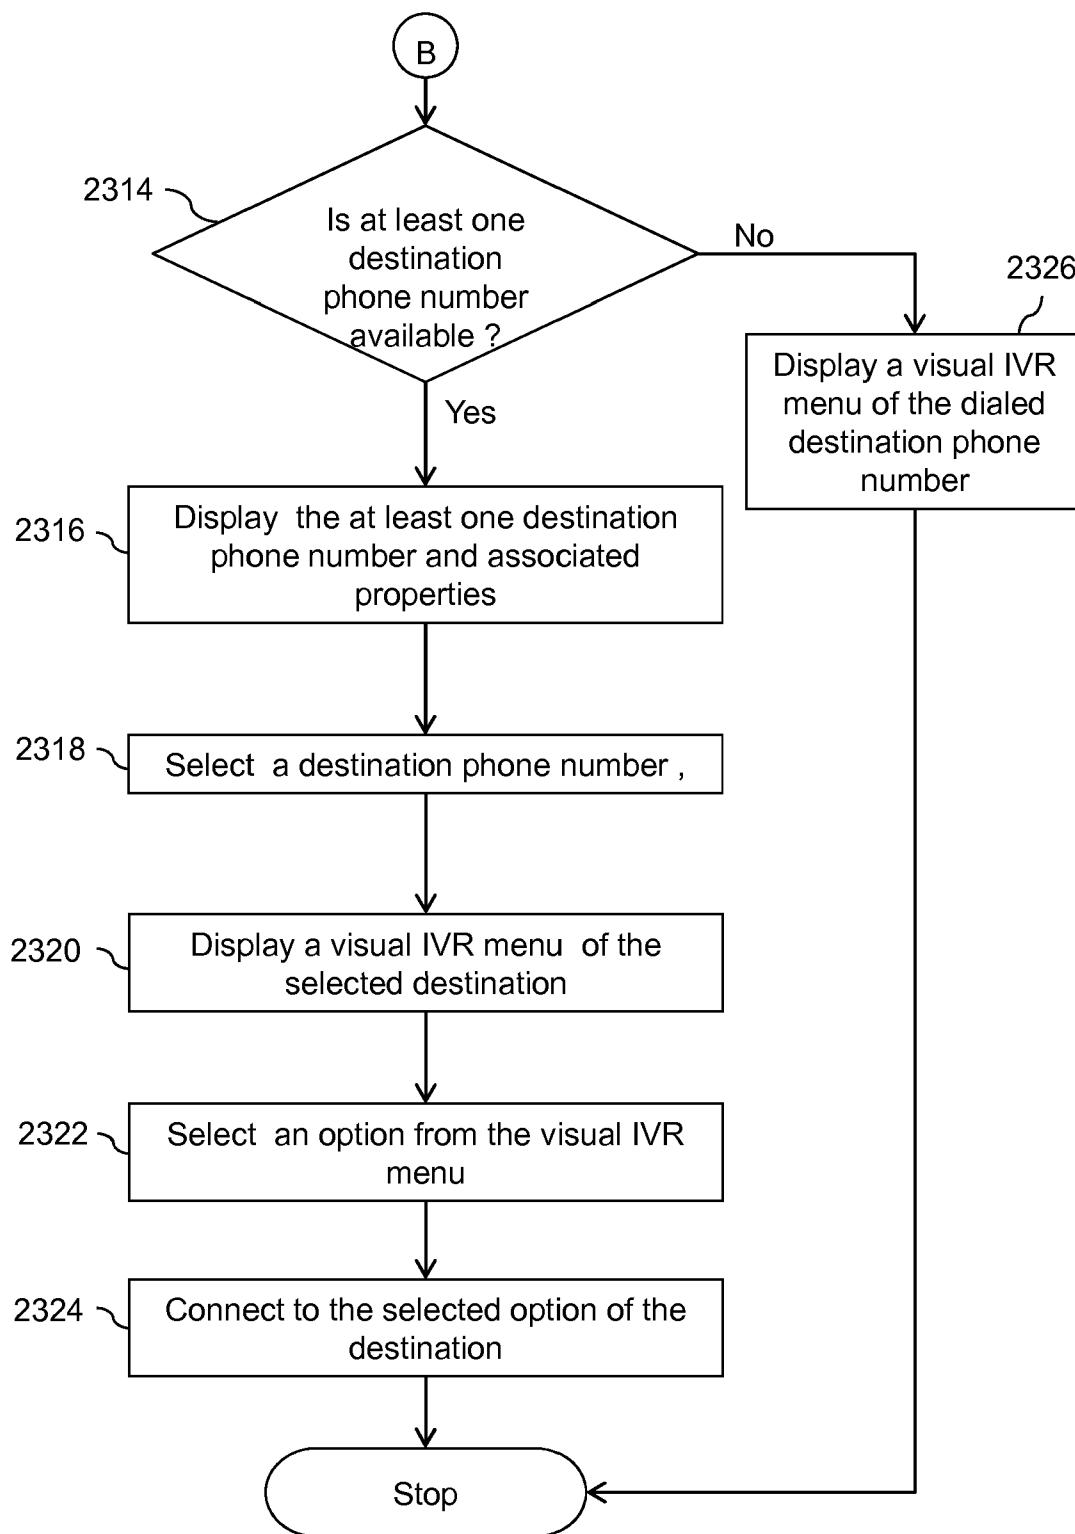 B
2314
Is at least one
destination
phone number
available ?
No
2326
Display a visual IVR
menu of the dialed
destination phone
number
Yes
2316
Display the at least one destination
phone number and associated
properties
2318
Select a destination phone number ,
2320
Display a visual IVR menu of the
selected destination
2322
Select an option from the visual IVR
menu
2324
Connect to the selected option of the
destination
Stop